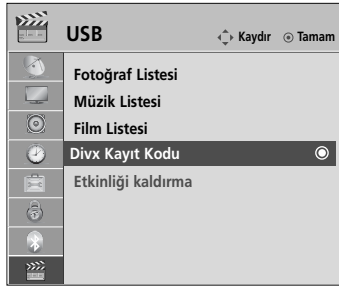 USB
Kaydır
Tamam
Fotoğraf Listesi
Müzik Listesi
Film Listesi
Divx Kayıt Kodu
Etkinliği kaldırma